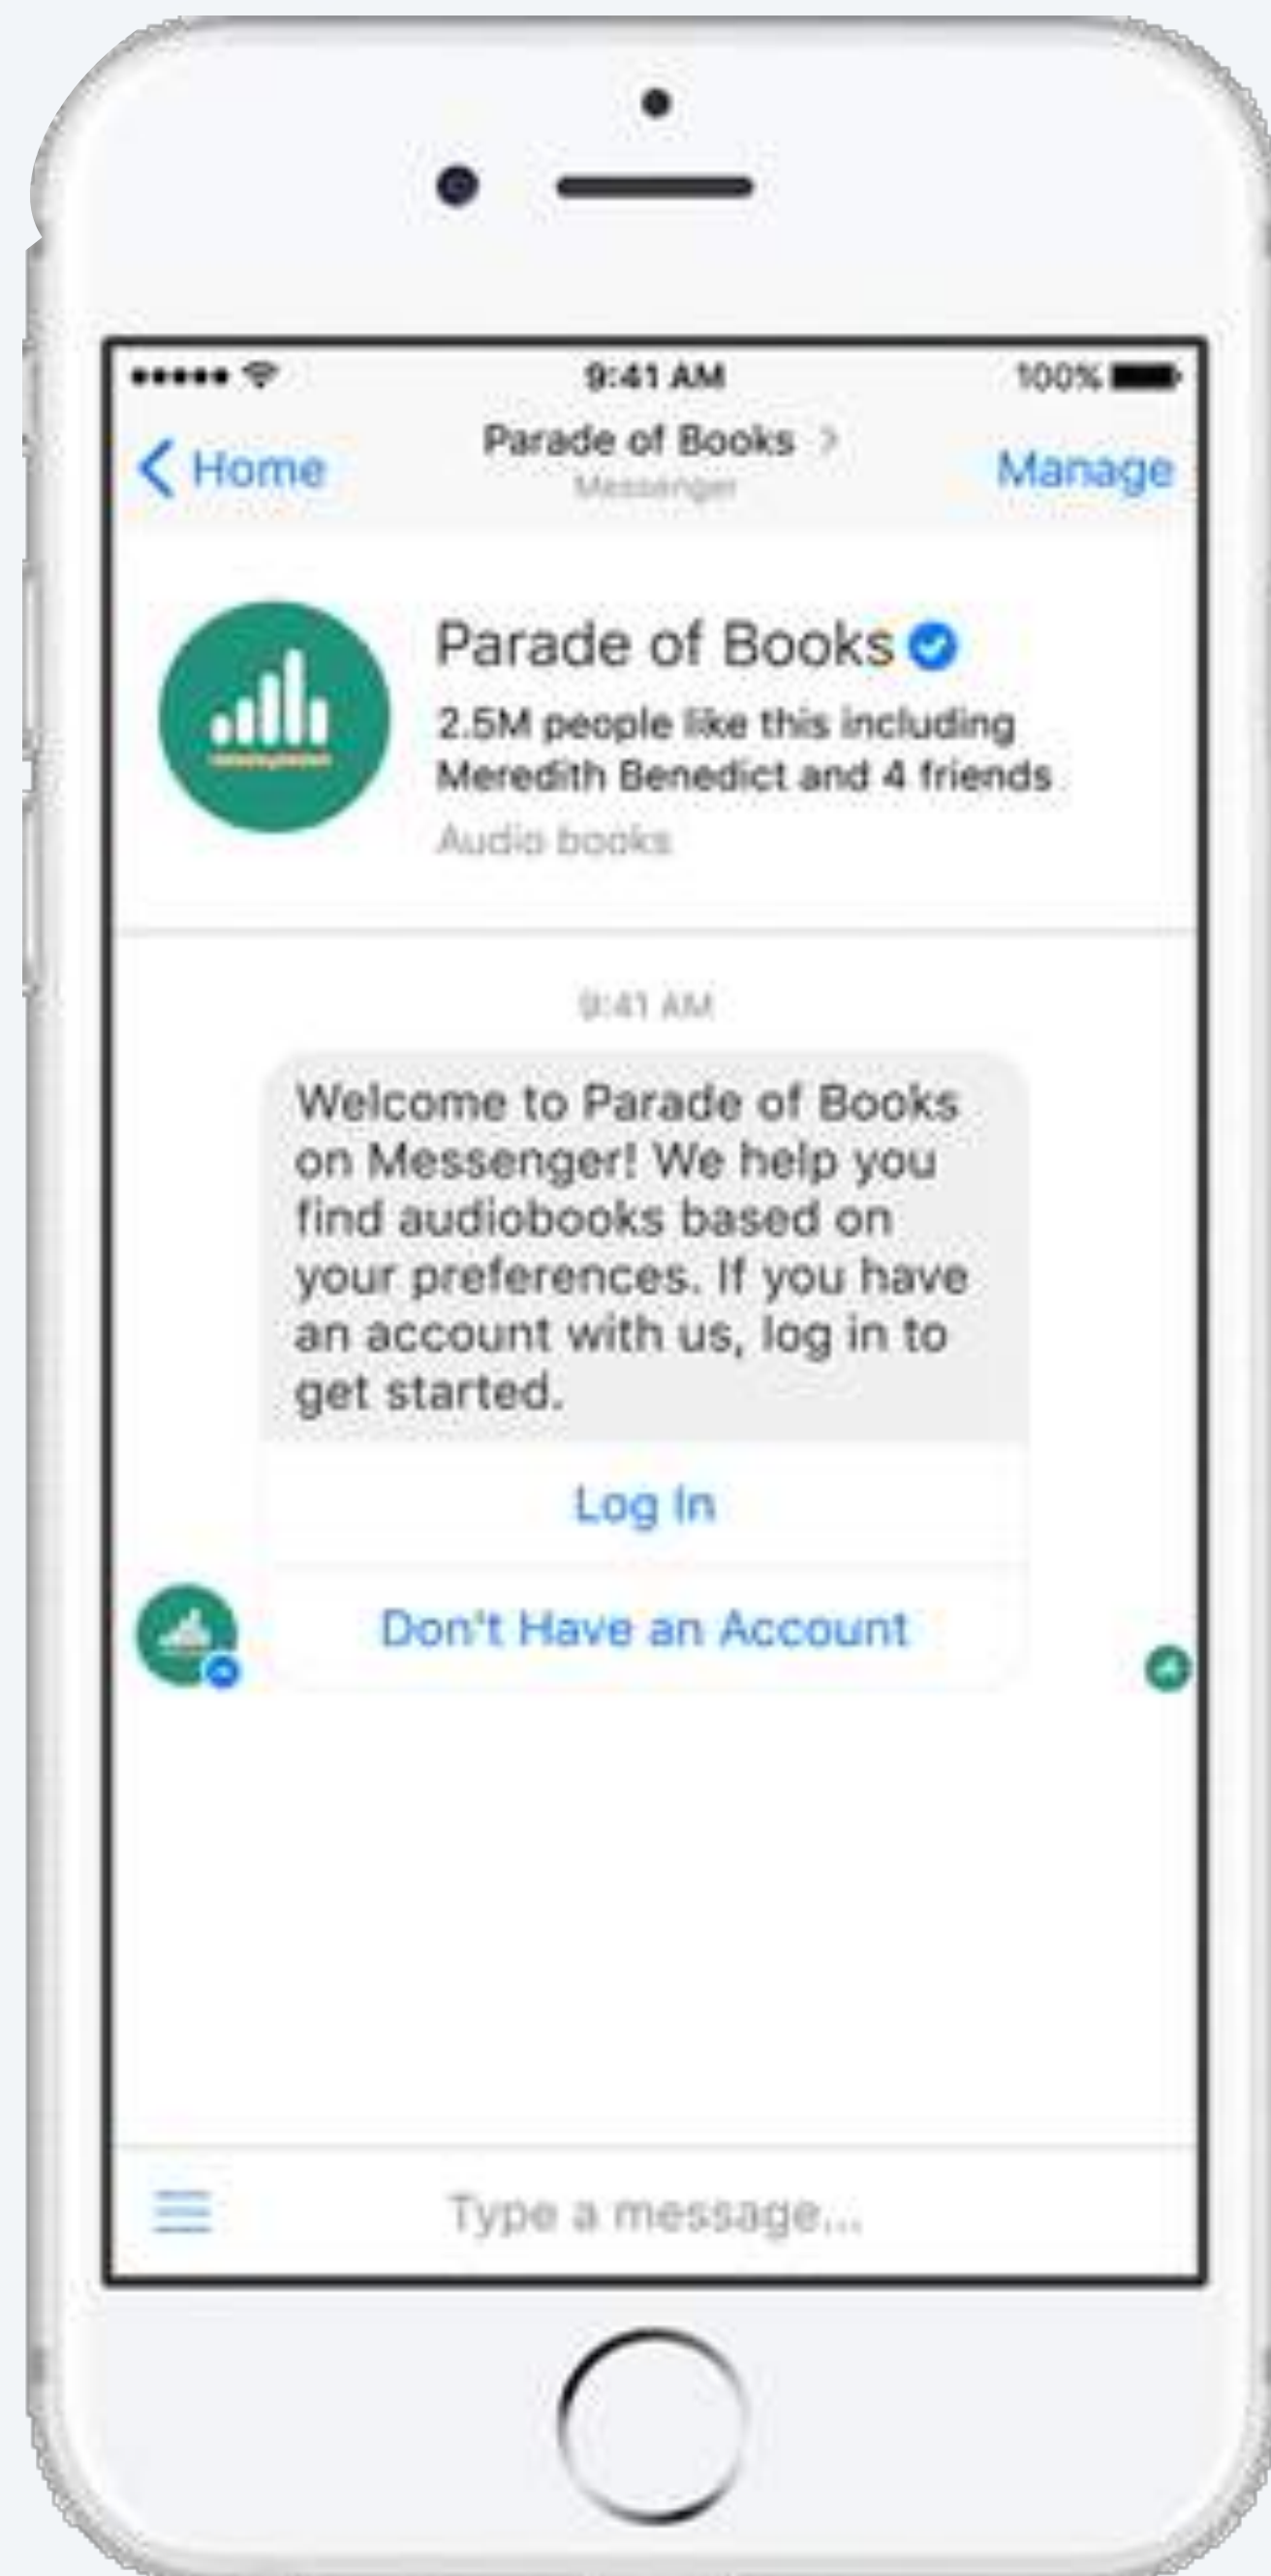 9:41 AM
100%
Home
Parade of Books
Messenger
Manage
Parade of Books
2.5M people like this including
Meredith Benedict and 4 friends
Audio books
9:41 AM
Welcome to Parade of Books
on Messenger! We help you
find audiobooks based on
your preferences. If you have
an account with us, log in to
get started.
Log In
Don't Have an Account
Type a message...